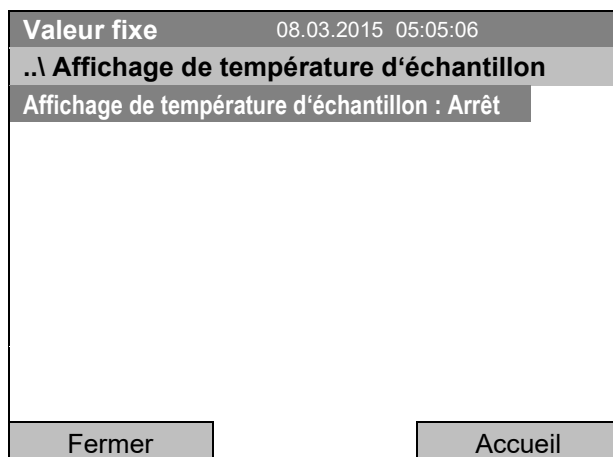 Valeur fixe 08.03.2015 05:05:06
..\ Affichage de température d‘échantillon
Affichage de température d‘échantillon : Arrêt
Fermer Accueil